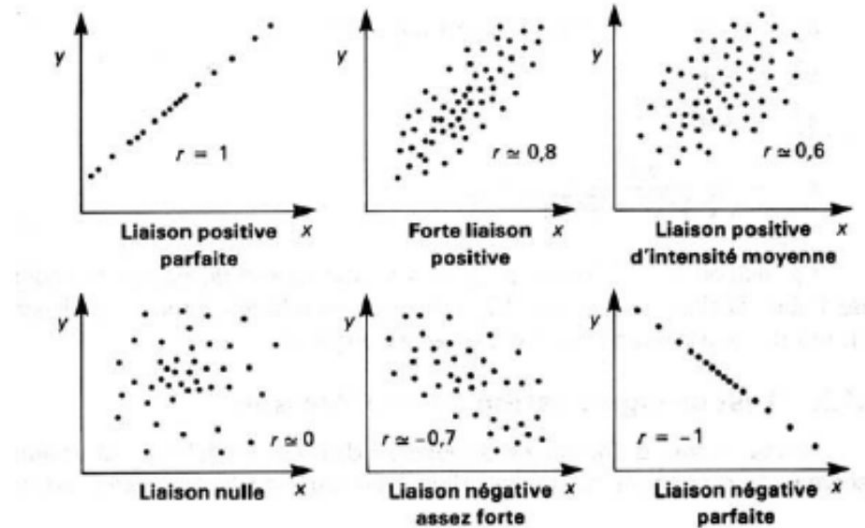 y
r = 1
Liaison positive x
parfaite
y
r ≃ 0,8
Forte liaison x
positive
y
r ≃ 0,6
Liaison positive x
d'intensité moyenne
y
r ≃ 0
Liaison nulle x
y
r ≃ -0,7
Liaison négative x
assez forte
y
r = -1
Liaison négative x
parfaite